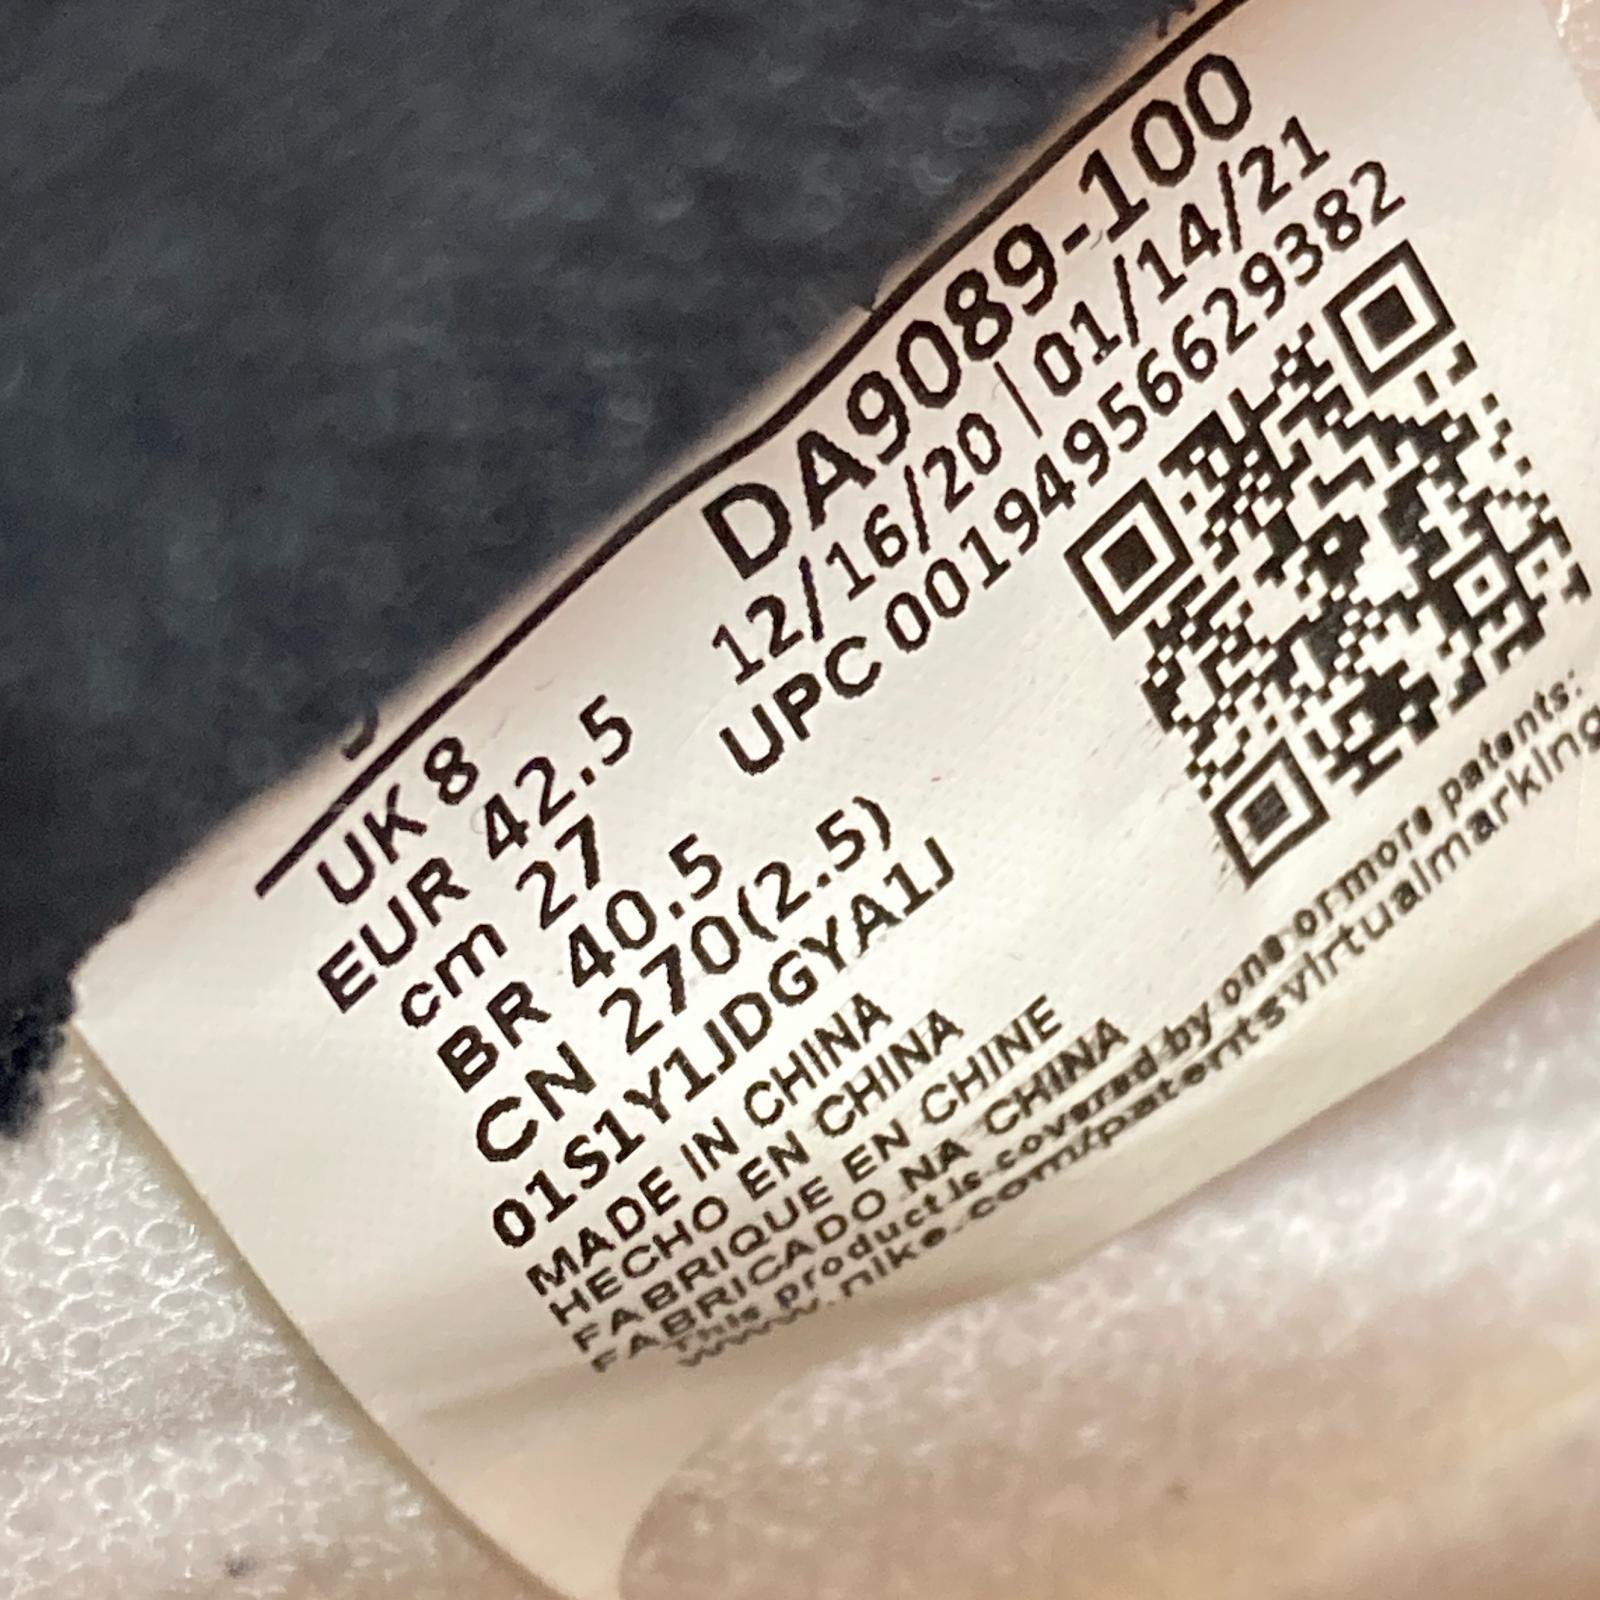 DA9089-100
12/16/20 | 01/14/21
UPC 00194956629382
UK 8
EUR 42.5
cm 27
BR 40.5
CN 270(2.5)
01S1Y1JDGYA1J
MADE IN CHINA
HECHO EN CHINA
FABRIQUE EN CHINE
FABRICADO NA CHINA
This product is covered by one or more patents:
www.nike.com/patentsvirtualmarking